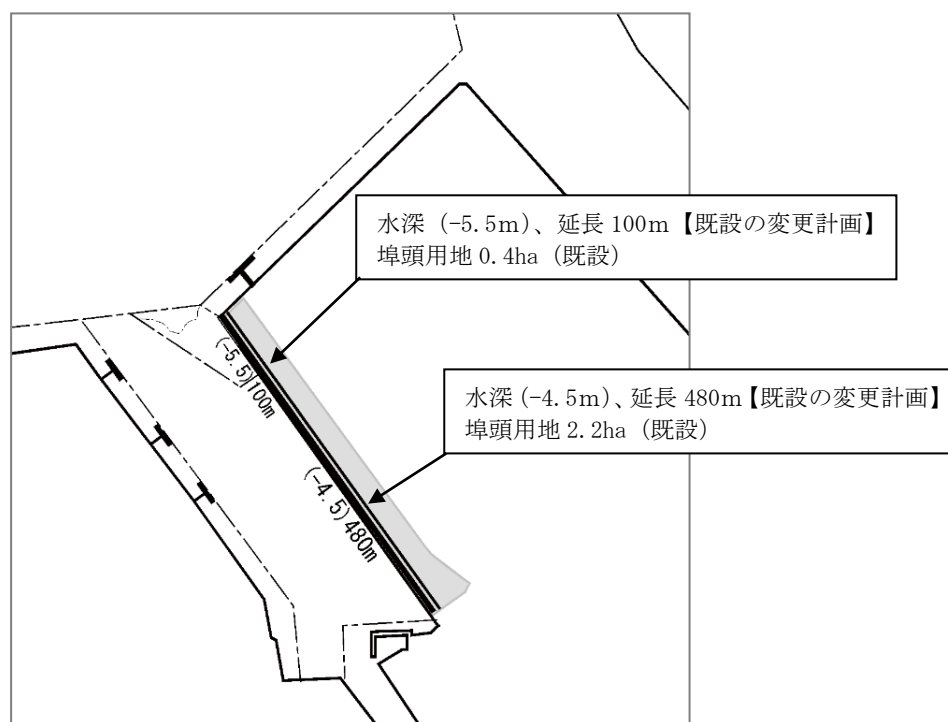 水深（-5.5m）、延長 100m【既設の変更計画】
埠頭用地 0.4ha（既設）
(-5.5)100m
水深（-4.5m）、延長 480m【既設の変更計画】
埠頭用地 2.2ha（既設）
(-4.5)480m